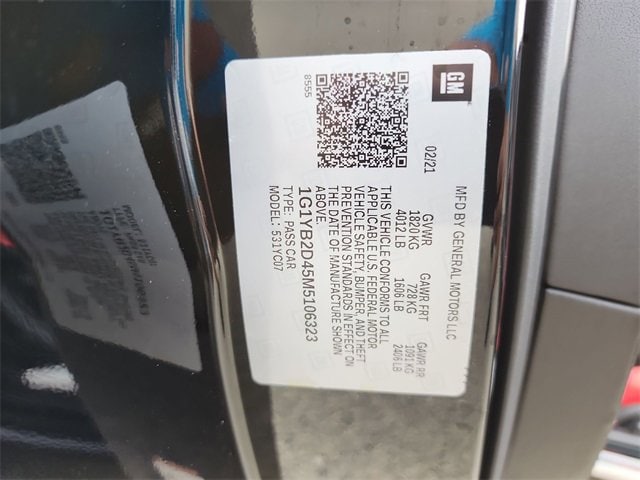 GM
MFD BY GENERAL MOTORS LLC
02/21
GVWR GAWR FRT GAWR RR
1820 KG 728 KG 1091 KG
4012 LB 1606 LB 2406 LB
THIS VEHICLE CONFORMS TO ALL
APPLICABLE U.S. FEDERAL MOTOR
VEHICLE SAFETY, BUMPER, AND THEFT
PREVENTION STANDARDS IN EFFECT ON
THE DATE OF MANUFACTURE SHOWN
ABOVE.
1G1YB2D45M5106323
TYPE: PASS CAR
MODEL: 531YC07
8555